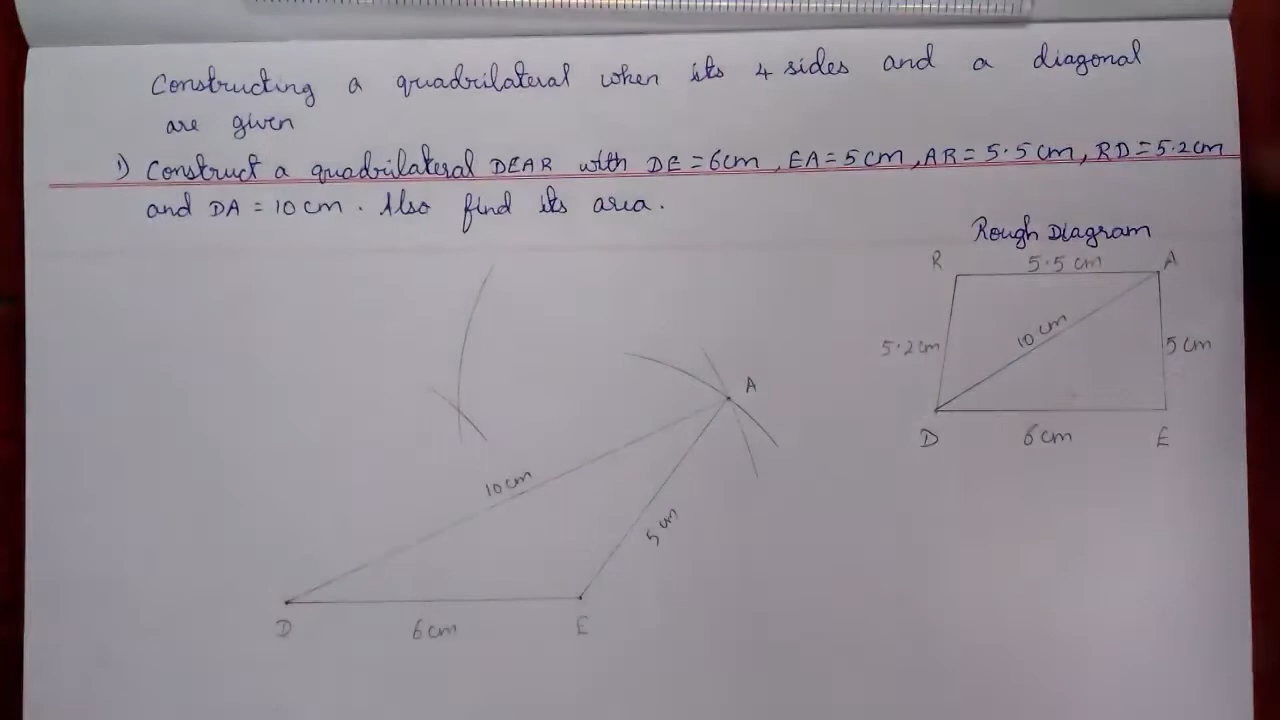 Constructing a quadrilateral when its 4 sides and a diagonal
are given
1) Construct a quadrilateral DEAR with DE = 6cm, EA = 5cm, AR = 5.5cm, RD = 5.2cm
and DA = 10cm. Also find its area.
Rough Diagram
R 5.5 cm A
5.2cm 10 cm 5 cm
D 6 cm E
A
10 cm
5 cm
D 6 cm E